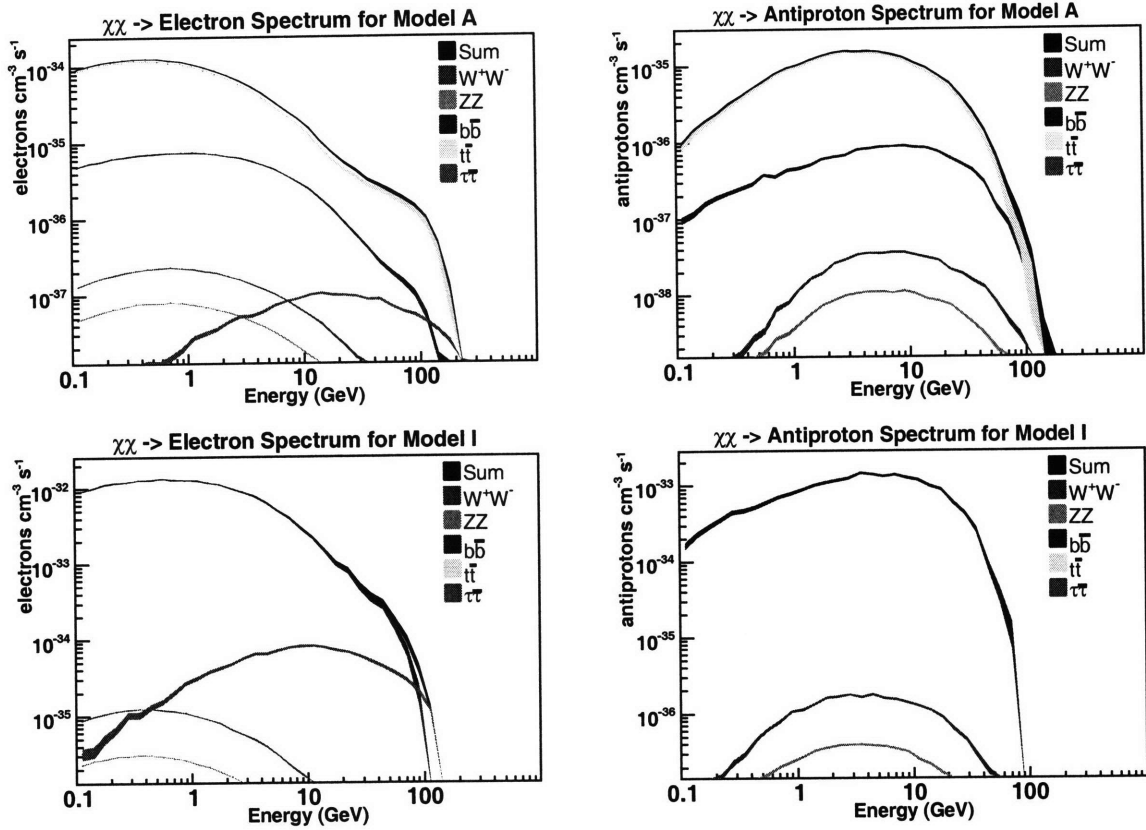 χχ -> Electron Spectrum for Model A
electrons cm⁻³ s⁻¹
10⁻³⁴
10⁻³⁵
10⁻³⁶
10⁻³⁷
Sum
W⁺W⁻
ZZ
bb̅
tt̅
ττ̅
0.1 1 10 100
Energy (GeV)
χχ -> Antiproton Spectrum for Model A
antiprotons cm⁻³ s⁻¹
10⁻³⁵
10⁻³⁶
10⁻³⁷
10⁻³⁸
Sum
W⁺W⁻
ZZ
bb̅
tt̅
ττ̅
0.1 1 10 100
Energy (GeV)
χχ -> Electron Spectrum for Model I
electrons cm⁻³ s⁻¹
10⁻³²
10⁻³³
10⁻³⁴
10⁻³⁵
Sum
W⁺W⁻
ZZ
bb̅
tt̅
ττ̅
0.1 1 10 100
Energy (GeV)
χχ -> Antiproton Spectrum for Model I
antiprotons cm⁻³ s⁻¹
10⁻³³
10⁻³⁴
10⁻³⁵
10⁻³⁶
Sum
W⁺W⁻
ZZ
bb̅
tt̅
ττ̅
0.1 1 10 100
Energy (GeV)